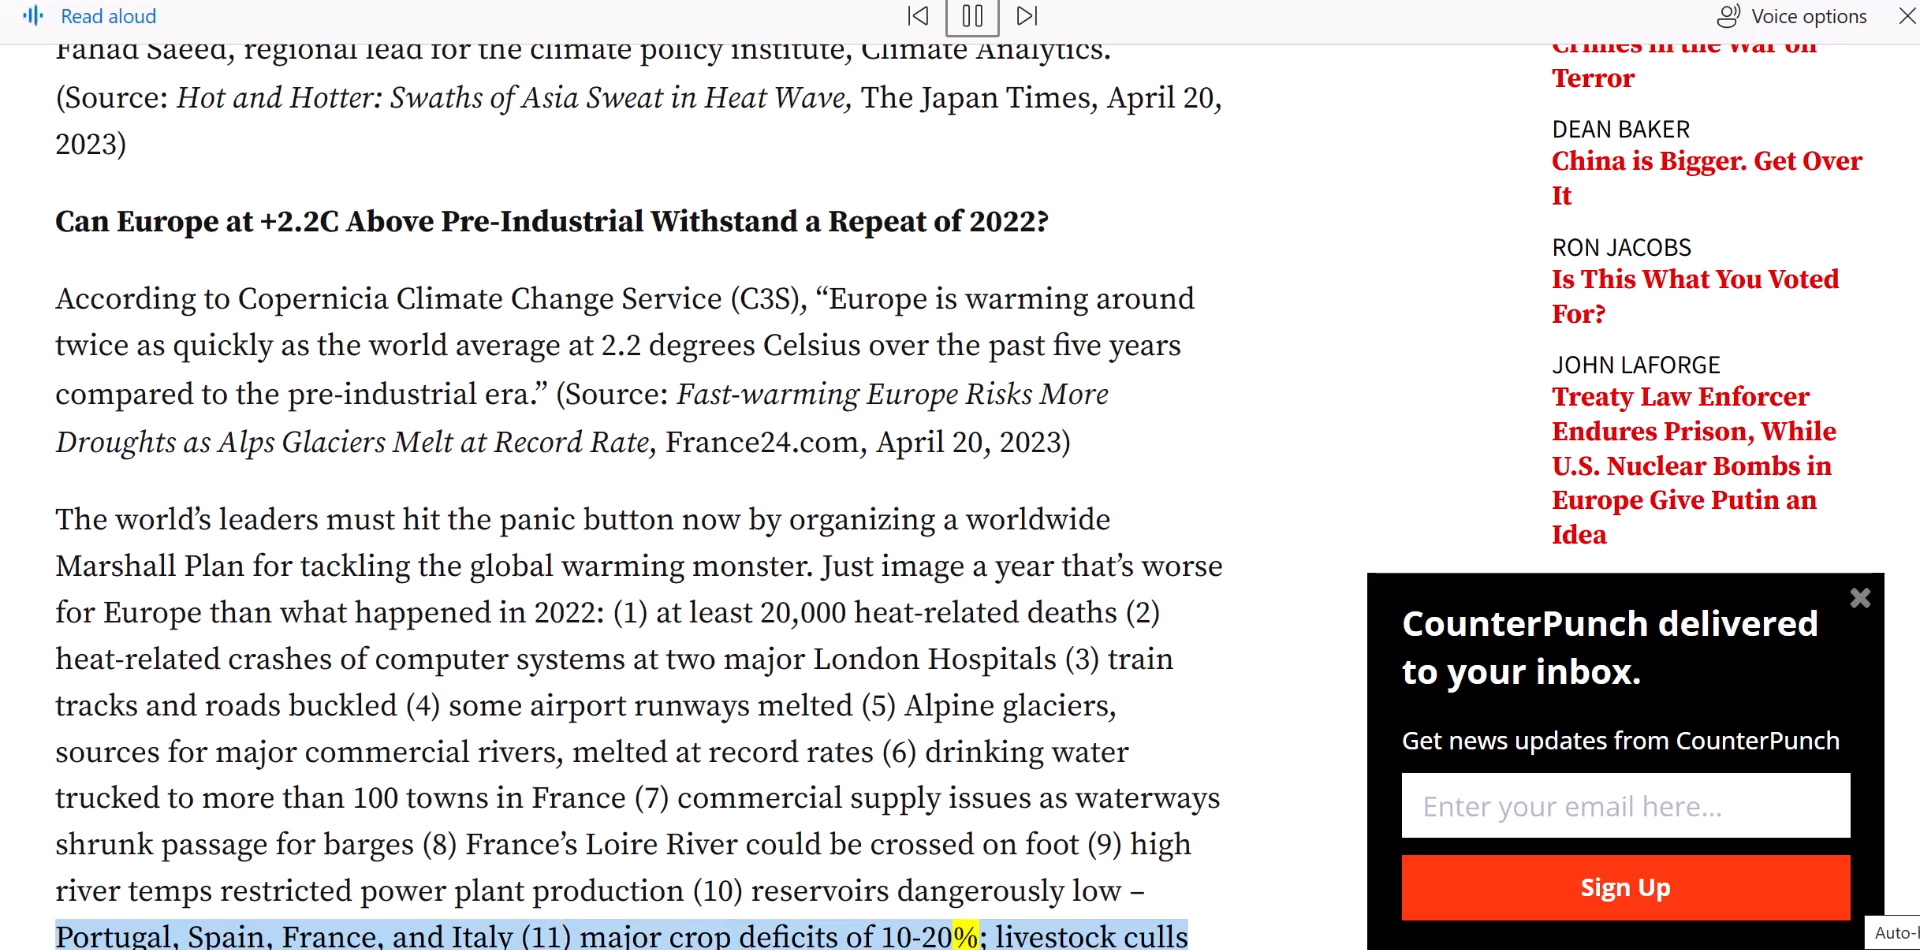 Read aloud
Voice options
Fahad Saeed, regional lead for the climate policy institute, Climate Analytics.
(Source: Hot and Hotter: Swaths of Asia Sweat in Heat Wave, The Japan Times, April 20,
2023)
Can Europe at +2.2C Above Pre-Industrial Withstand a Repeat of 2022?
According to Copernicia Climate Change Service (C3S), “Europe is warming around
twice as quickly as the world average at 2.2 degrees Celsius over the past five years
compared to the pre-industrial era.” (Source: Fast-warming Europe Risks More
Droughts as Alps Glaciers Melt at Record Rate, France24.com, April 20, 2023)
The world’s leaders must hit the panic button now by organizing a worldwide
Marshall Plan for tackling the global warming monster. Just image a year that’s worse
for Europe than what happened in 2022: (1) at least 20,000 heat-related deaths (2)
heat-related crashes of computer systems at two major London Hospitals (3) train
tracks and roads buckled (4) some airport runways melted (5) Alpine glaciers,
sources for major commercial rivers, melted at record rates (6) drinking water
trucked to more than 100 towns in France (7) commercial supply issues as waterways
shrunk passage for barges (8) France’s Loire River could be crossed on foot (9) high
river temps restricted power plant production (10) reservoirs dangerously low –
Portugal, Spain, France, and Italy (11) major crop deficits of 10-20%; livestock culls
Crimes in the War on
Terror
DEAN BAKER
China is Bigger. Get Over
It
RON JACOBS
Is This What You Voted
For?
JOHN LAFORGE
Treaty Law Enforcer
Endures Prison, While
U.S. Nuclear Bombs in
Europe Give Putin an
Idea
CounterPunch delivered
to your inbox.
Get news updates from CounterPunch
Enter your email here...
Sign Up